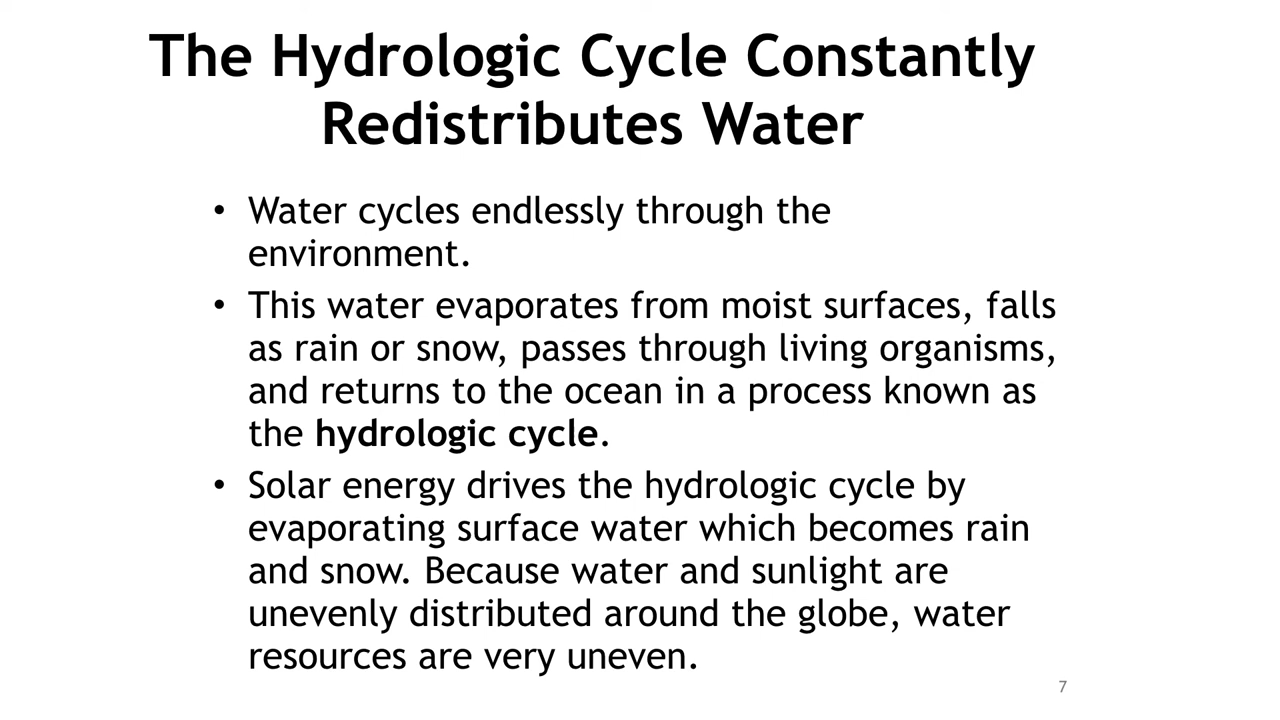 The Hydrologic Cycle Constantly
Redistributes Water
• Water cycles endlessly through the
environment.
• This water evaporates from moist surfaces, falls
as rain or snow, passes through living organisms,
and returns to the ocean in a process known as
the hydrologic cycle.
• Solar energy drives the hydrologic cycle by
evaporating surface water which becomes rain
and snow. Because water and sunlight are
unevenly distributed around the globe, water
resources are very uneven.
7